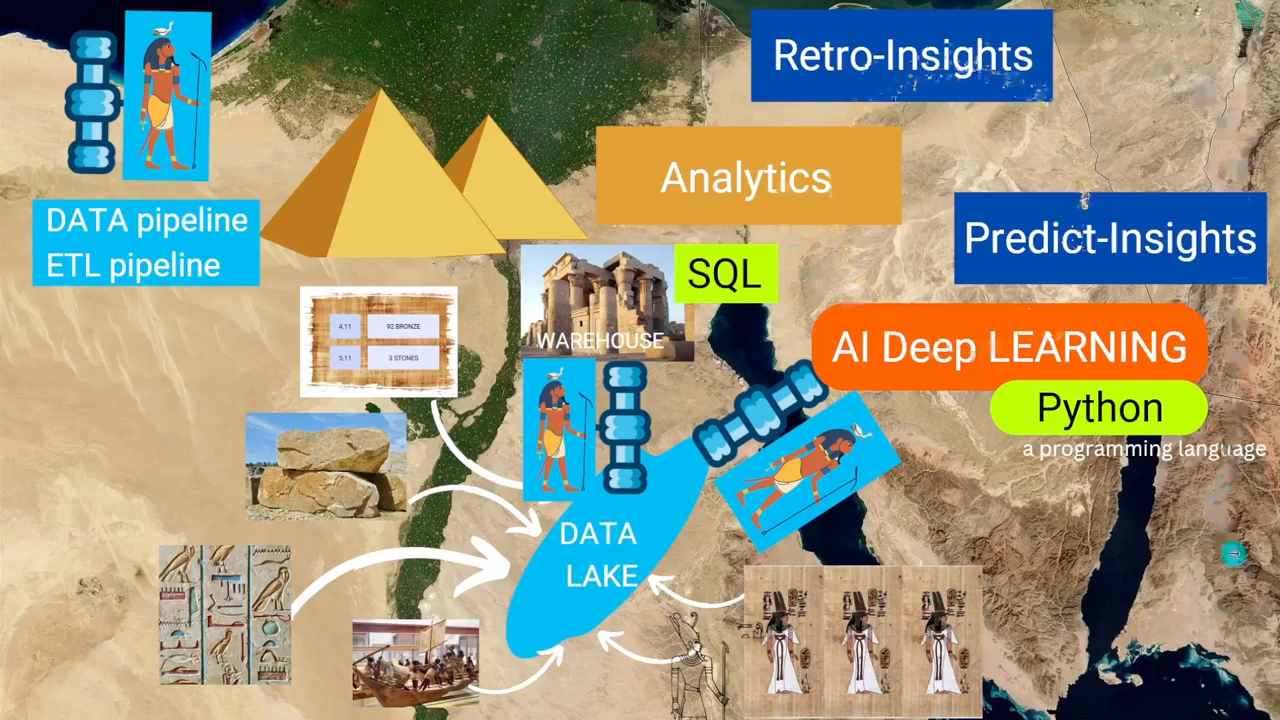 Retro-Insights
Analytics
DATA pipeline
ETL pipeline
Predict-Insights
SQL
WAREHOUSE
4.11 92 BRONZE
5.11 3 STONES
AI Deep LEARNING
Python
a programming language
DATA
LAKE